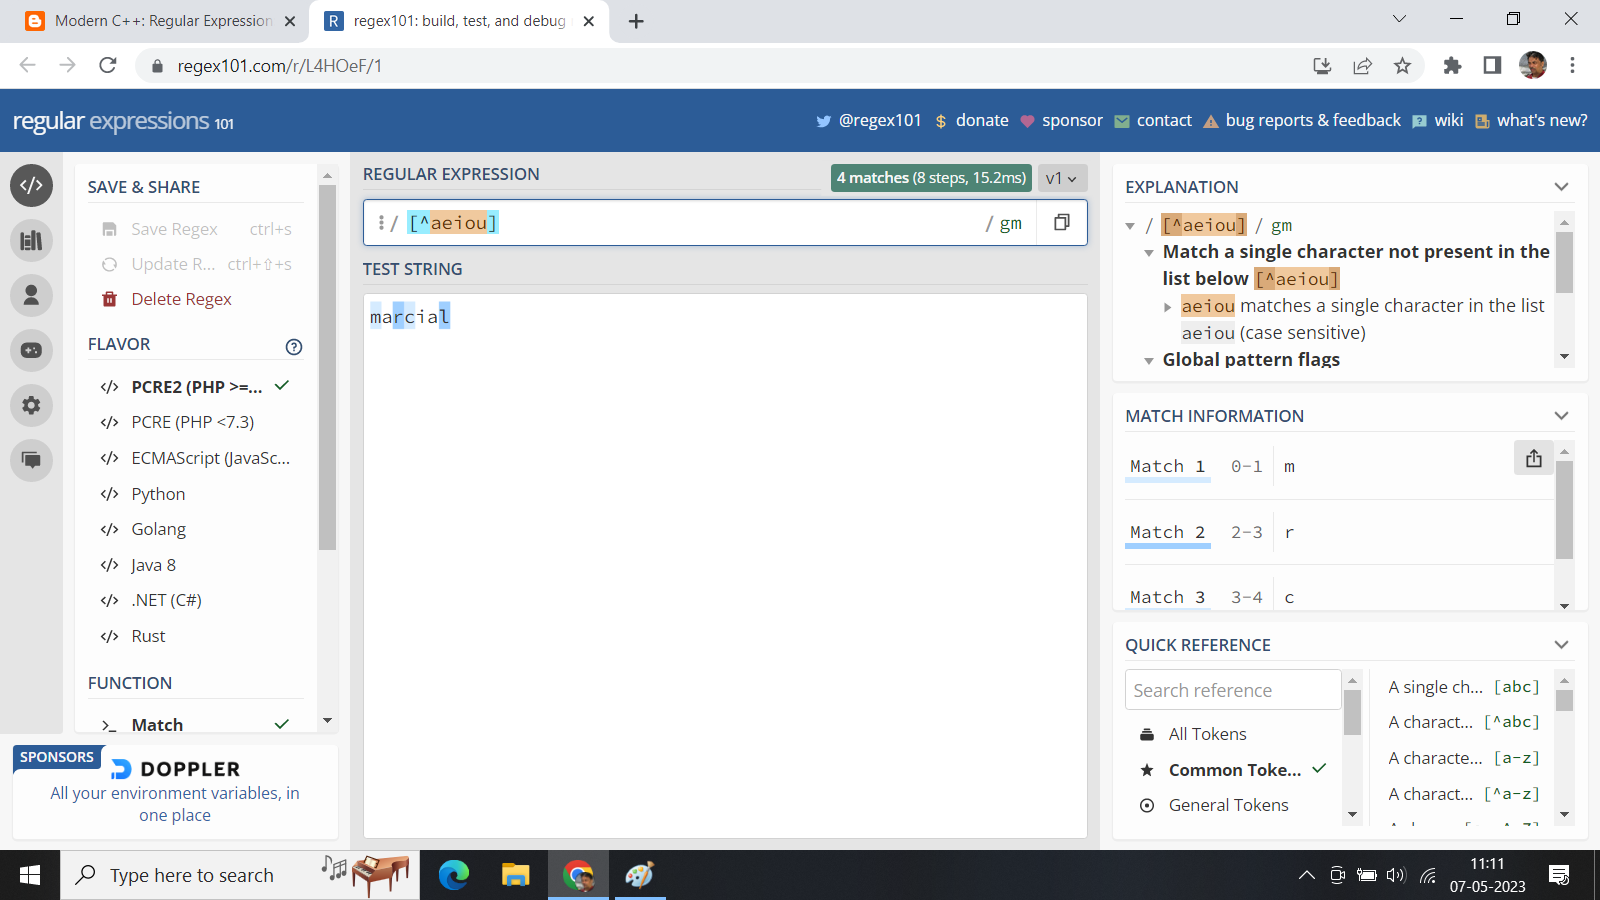 Modern C++: Regular Expression
regex101: build, test, and debug
regex101.com/r/L4HOeF/1
regular expressions 101
@regex101
$ donate
sponsor
contact
bug reports & feedback
wiki
what's new?
SAVE & SHARE
Save Regex ctrl+s
Update R... ctrl+⇧+s
Delete Regex
FLAVOR
PCRE2 (PHP >=...
PCRE (PHP <7.3)
ECMAScript (JavaSc...
Python
Golang
Java 8
.NET (C#)
Rust
FUNCTION
Match
SPONSORS
DOPPLER
All your environment variables, in
one place
REGULAR EXPRESSION
4 matches (8 steps, 15.2ms)
v1
/ [^aeiou] / gm
TEST STRING
marcial
EXPLANATION
/ [^aeiou] / gm
Match a single character not present in the
list below [^aeiou]
aeiou matches a single character in the list
aeiou (case sensitive)
Global pattern flags
MATCH INFORMATION
Match 1 0-1 m
Match 2 2-3 r
Match 3 3-4 c
QUICK REFERENCE
Search reference
All Tokens
Common Toke...
General Tokens
A single ch... [abc]
A charact... [^abc]
A characte... [a-z]
A charact... [^a-z]
Type here to search
11:11
07-05-2023